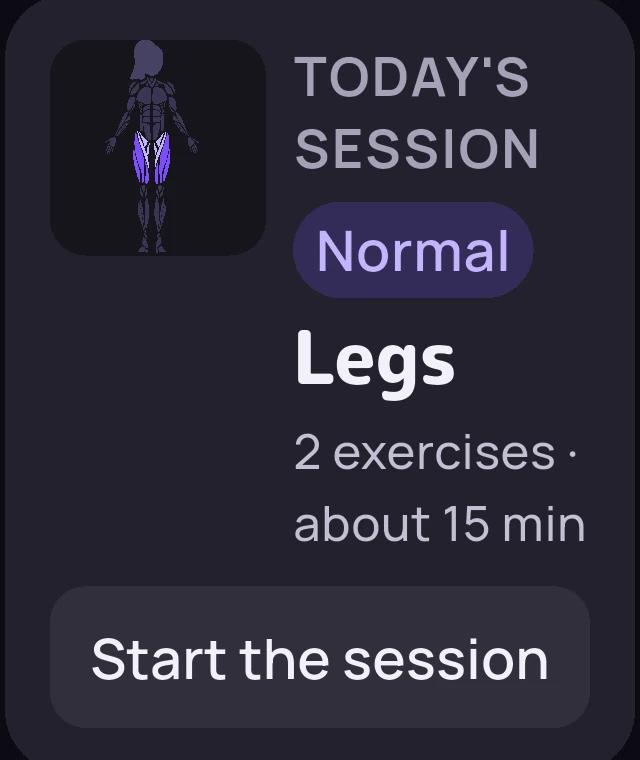 TODAY'S
SESSION
Normal
Legs
2 exercises ·
about 15 min
Start the session